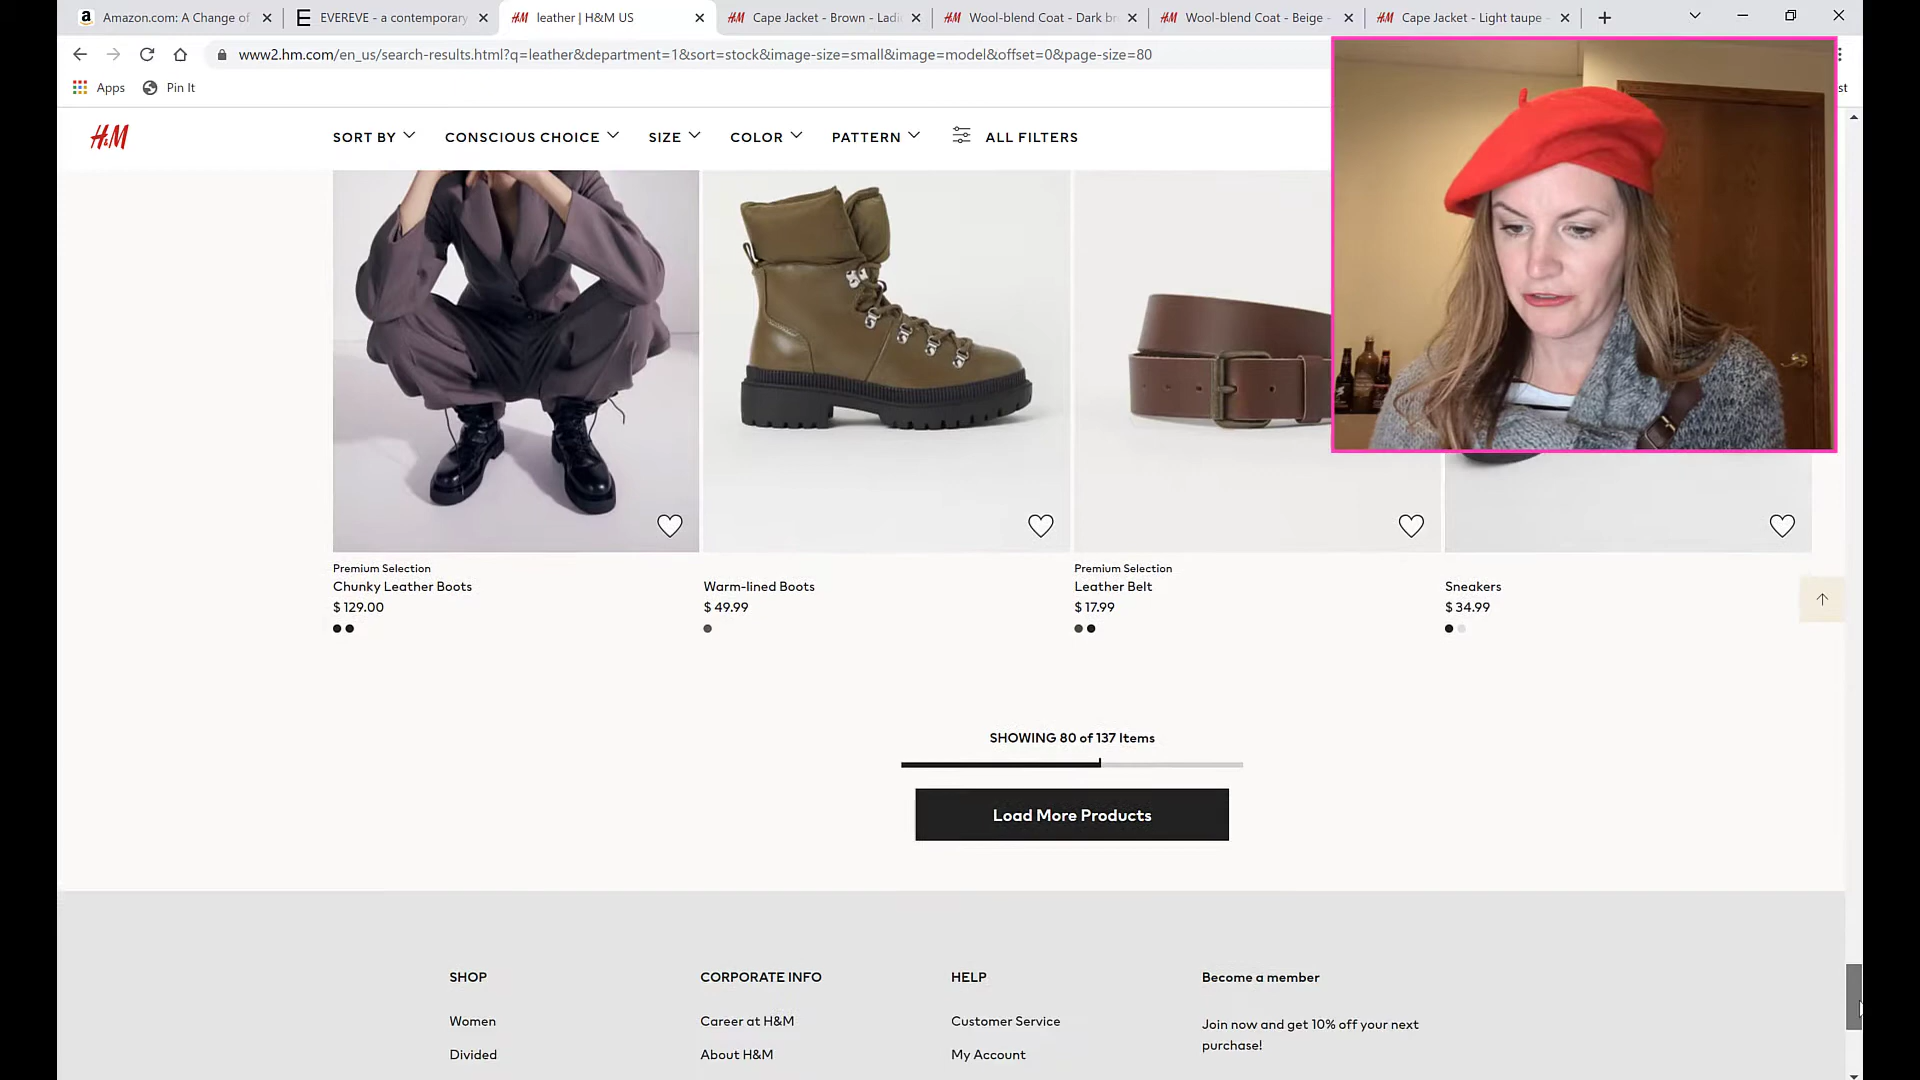 Amazon.com: A Change of
EVEREVE - a contemporary
leather | H&M US
Cape Jacket - Brown - Ladi
Wool-blend Coat - Dark br
Wool-blend Coat - Beige -
Cape Jacket - Light taupe -
www2.hm.com/en_us/search-results.html?q=leather&department=1&sort=stock&image-size=small&image=model&offset=0&page-size=80
Apps
Pin It
st
H&M
SORT BY
CONSCIOUS CHOICE
SIZE
COLOR
PATTERN
ALL FILTERS
Premium Selection
Chunky Leather Boots
$ 129.00
Warm-lined Boots
$ 49.99
Premium Selection
Leather Belt
$ 17.99
Sneakers
$ 34.99
SHOWING 80 of 137 Items
Load More Products
SHOP
Women
Divided
CORPORATE INFO
Career at H&M
About H&M
HELP
Customer Service
My Account
Become a member
Join now and get 10% off your next
purchase!